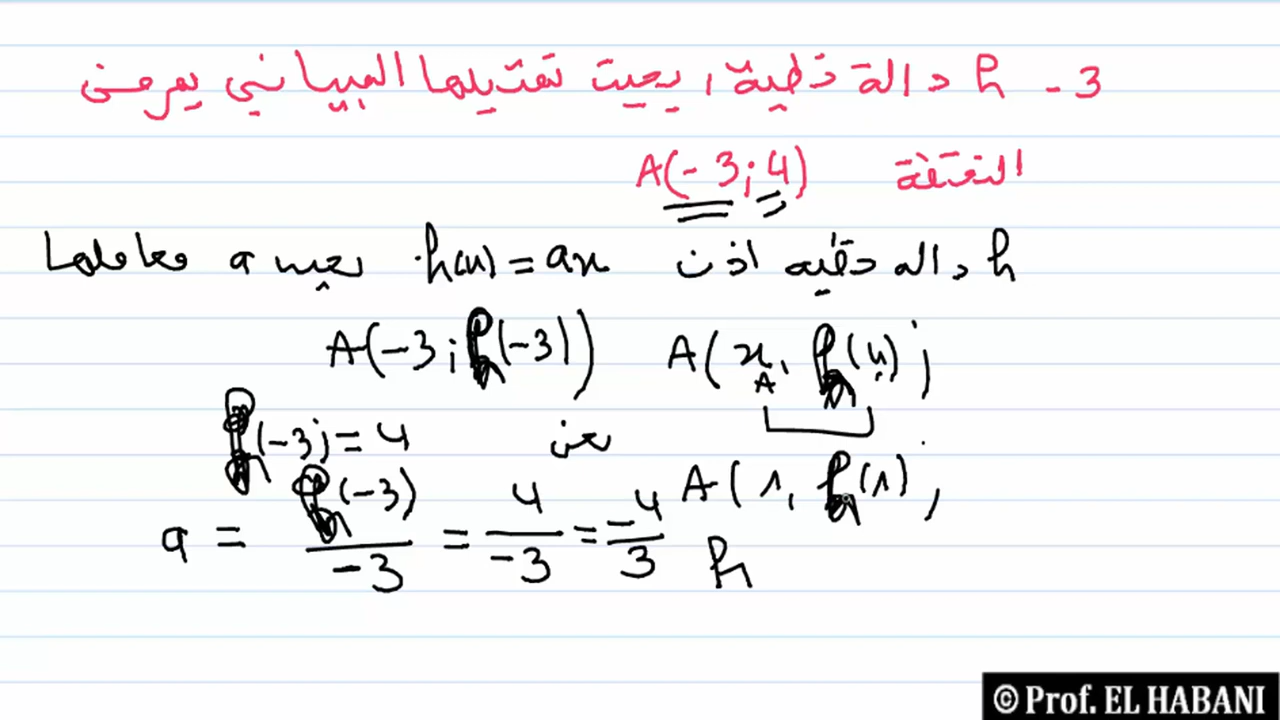 3 - h دالة خطية، بحيث تمثيلها البياني يمر من
النقطة A(-3;4)
h دالة خطية اذن h(x)=ax بحيث a معاملها
A(x_A, h(x)) A(-3;h(-3))
يعني h(-3)=4
A(1, h(1)) a = h(-3)/-3 = 4/-3 = -4/3
h
© Prof. EL HABANI